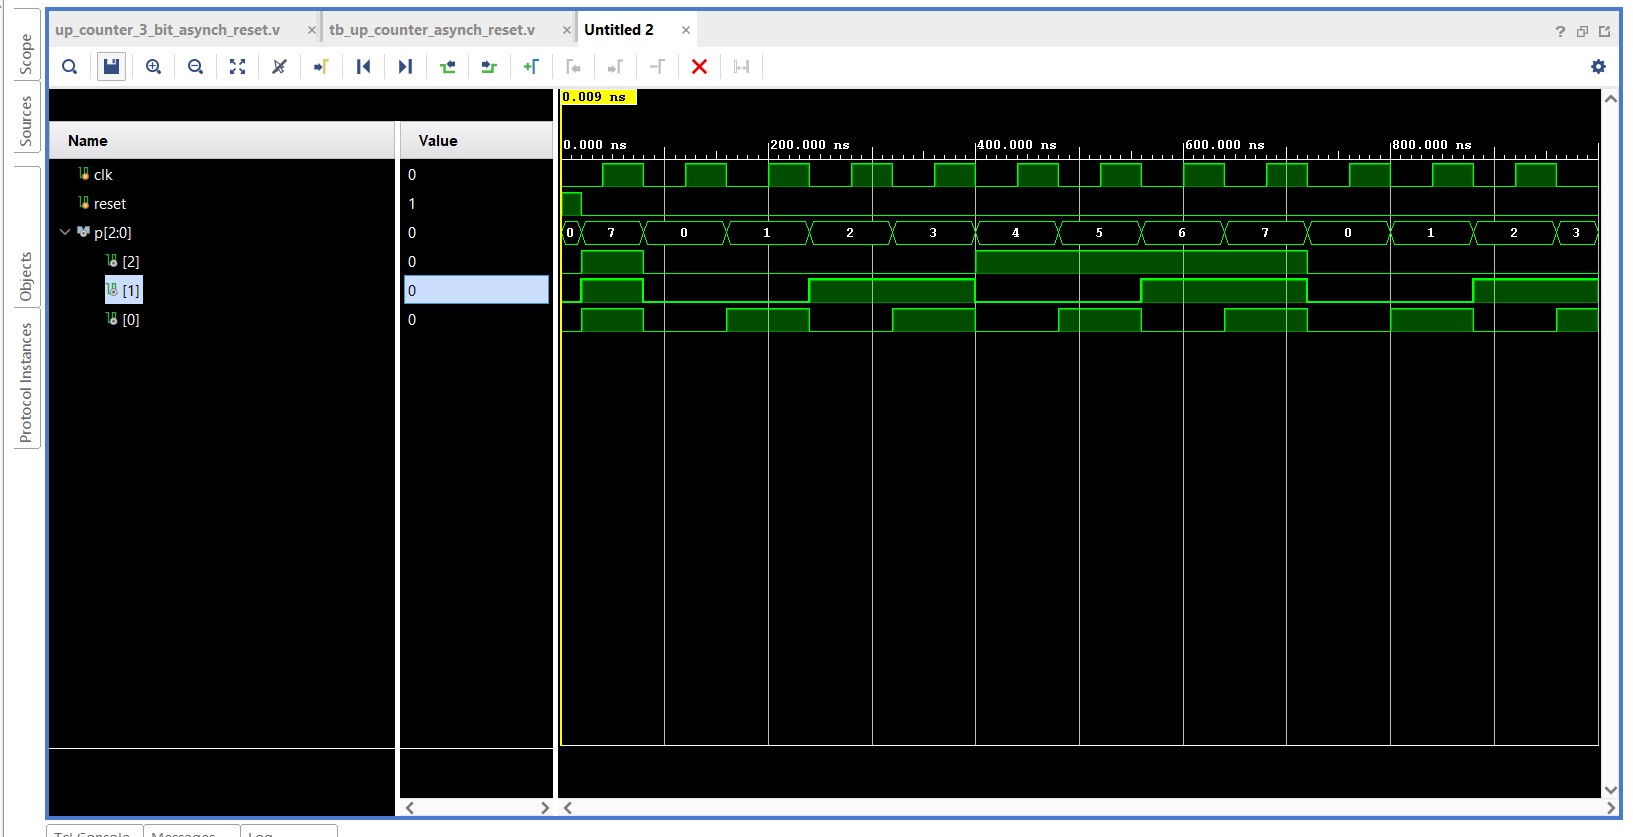 Scope
Sources
Objects
Protocol Instances
up_counter_3_bit_asynch_reset.v × tb_up_counter_asynch_reset.v × Untitled 2 ×
?
0.009 ns
Name Value
0.000 ns 200.000 ns 400.000 ns 600.000 ns 800.000 ns
clk 0
reset 1
p[2:0] 0 0 7 0 1 2 3 4 5 6 7 0 1 2 3
[2] 0
[1] 0
[0] 0
Tcl Console Messages Log